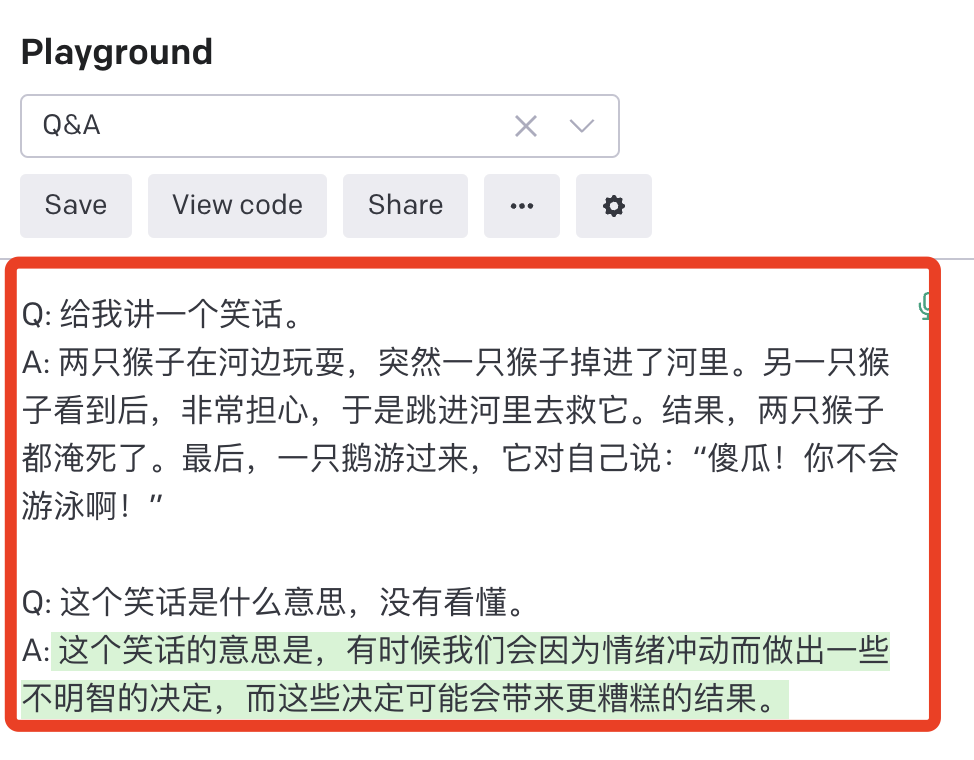 Playground
Q&A
Save View code Share
Q: 给我讲一个笑话。
A: 两只猴子在河边玩耍，突然一只猴子掉进了河里。另一只猴
子看到后，非常担心，于是跳进河里去救它。结果，两只猴子
都淹死了。最后，一只鹅游过来，它对自己说：“傻瓜！你不会
游泳啊！”
Q: 这个笑话是什么意思，没有看懂。
A: 这个笑话的意思是，有时候我们会因为情绪冲动而做出一些
不明智的决定，而这些决定可能会带来更糟糕的结果。